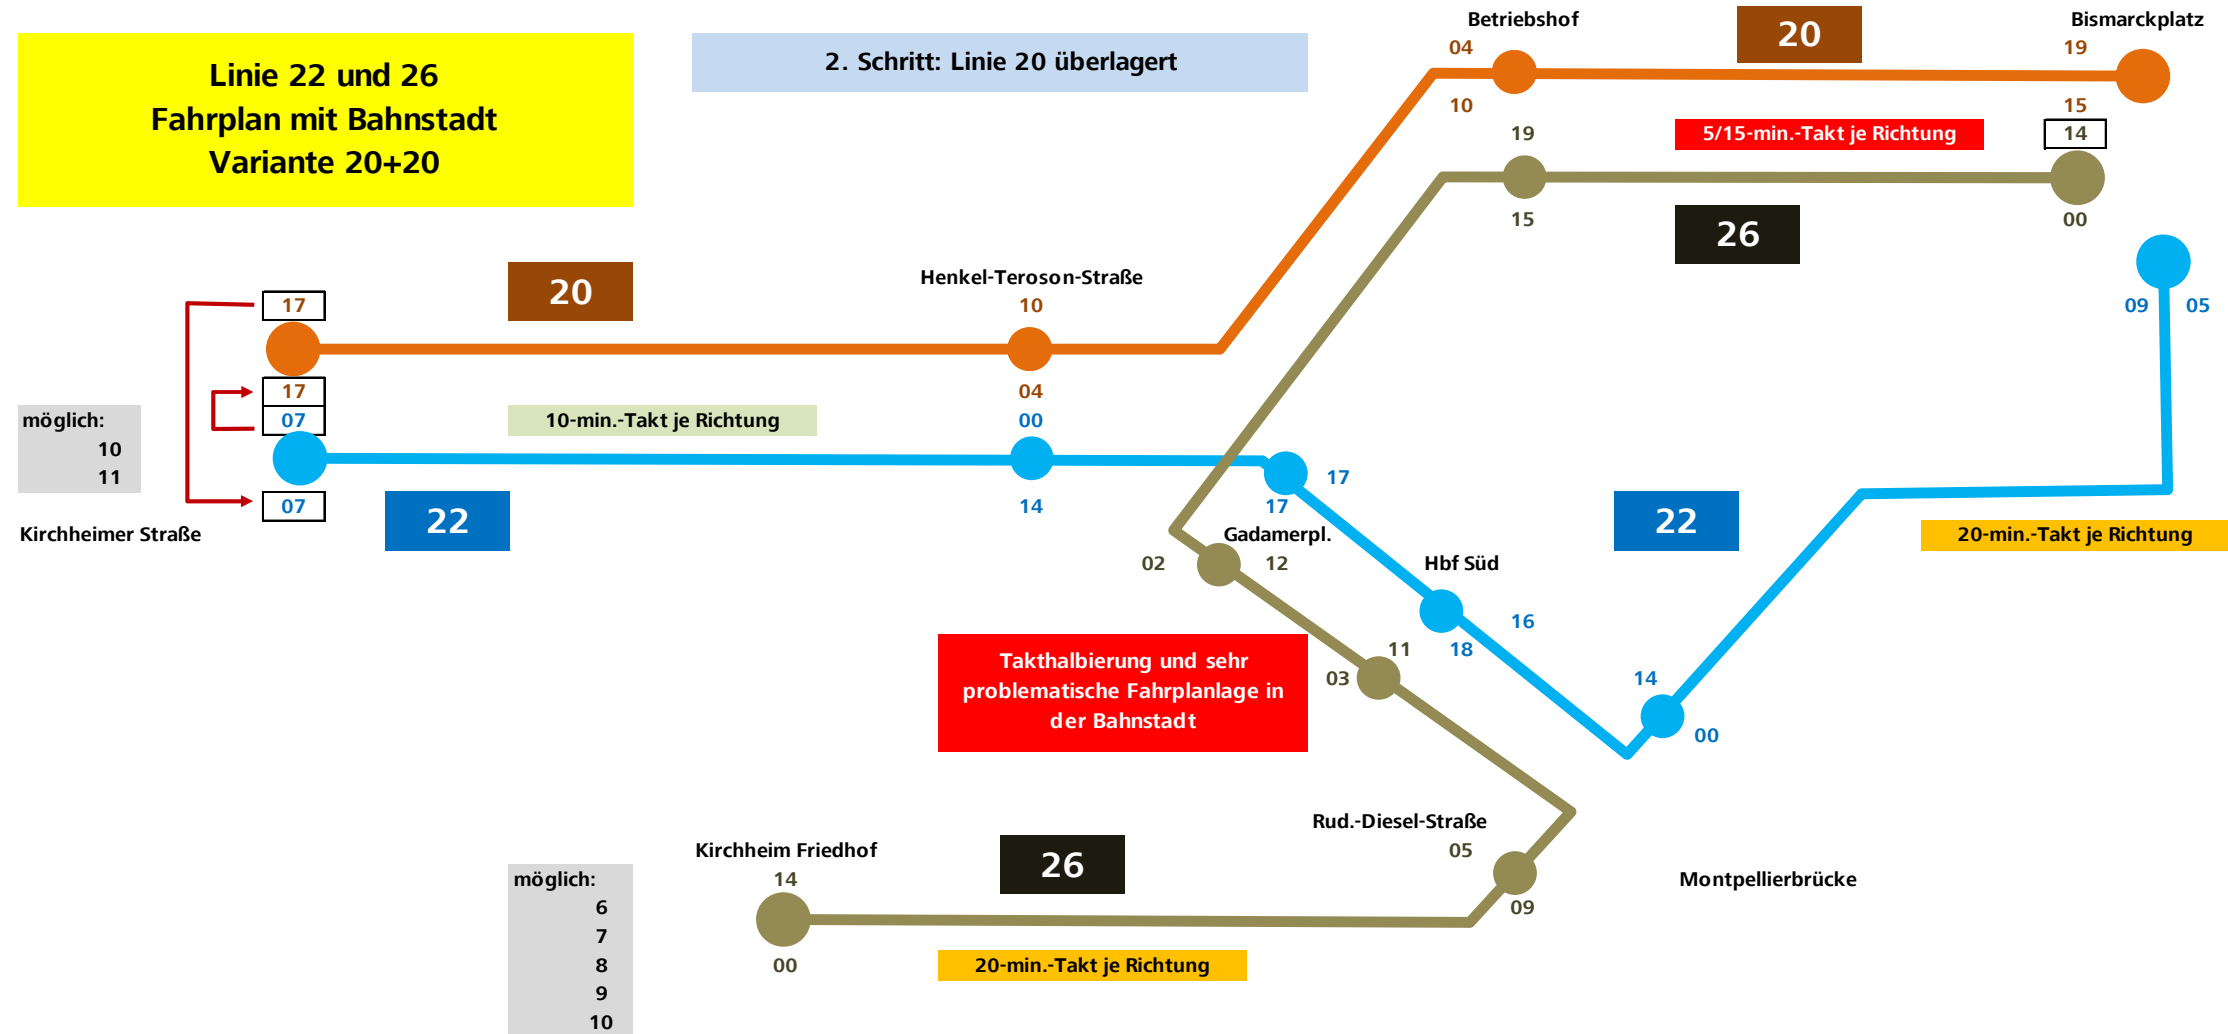 Linie 22 und 26
Fahrplan mit Bahnstadt
Variante 20+20
2. Schritt: Linie 20 überlagert
Betriebshof
04
10
20
Bismarckplatz
19
15
19
15
5/15-min.-Takt je Richtung
14
00
26
09 05
20
Henkel-Teroson-Straße
10
04
17
17
07
07
möglich:
10
11
Kirchheimer Straße
10-min.-Takt je Richtung
00
14
22
17
17
Gadamerpl.
02 12
Hbf Süd
16
18
22
20-min.-Takt je Richtung
11
03
14
00
Takthalbierung und sehr
problematische Fahrplanlage in
der Bahnstadt
Rud.-Diesel-Straße
05
09
Montpellierbrücke
Kirchheim Friedhof
14
00
26
20-min.-Takt je Richtung
möglich:
6
7
8
9
10